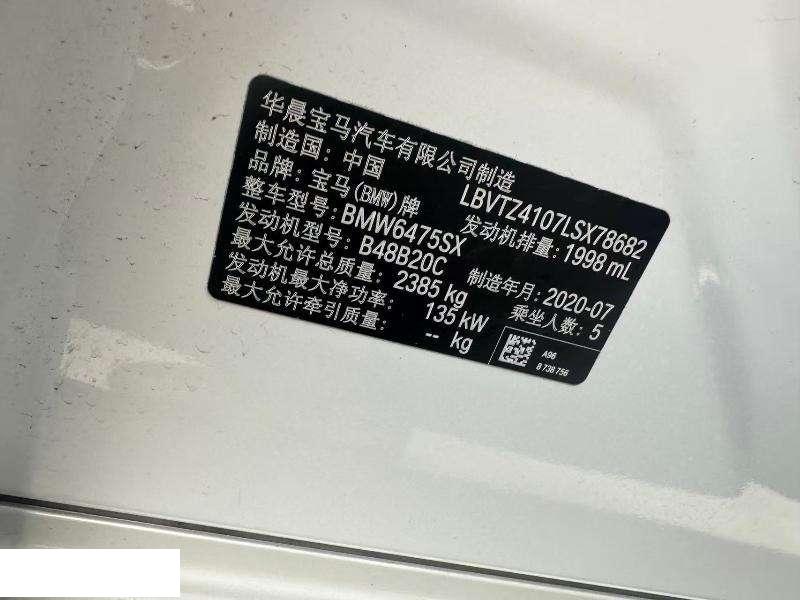 华晨宝马汽车有限公司制造
制造国：中国 LBVTZ4107LSX78682
品牌：宝马(BMW)牌 发动机排量：1998 mL
整车型号：BMW6475SX
发动机型号：B48B20C 制造年月：2020-07
最大允许总质量：2385 kg 乘坐人数：5
发动机最大净功率：135 kW
最大允许牵引质量：-- kg
A96
8 738 756